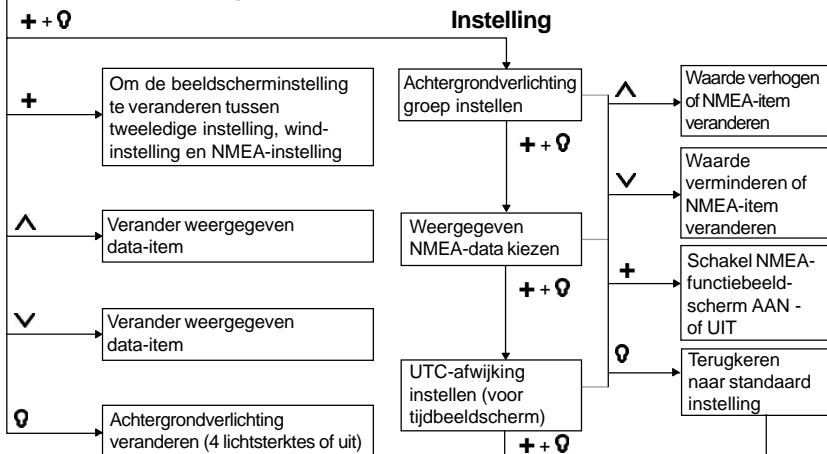 Instelling
+ +
+
Om de beeldscherminstelling
te veranderen tussen
tweeledige instelling, wind-
instelling en NMEA-instelling
Verander weergegeven
data-item
Verander weergegeven
data-item
Achtergrondverlichting
veranderen (4 lichtsterktes of uit)
Achtergrondverlichting
groep instellen
+ +
Weergegeven
NMEA-data kiezen
+ +
UTC-afwijking
instellen (voor
tijdbeeldscherm)
+ +
Waarde verhogen
of NMEA-item
veranderen
Waarde
verminderen of
NMEA-item
veranderen
+
Schakel NMEA-
functiebeeld-
scherm AAN -
of UIT
Terugkeren
naar standaard
instelling